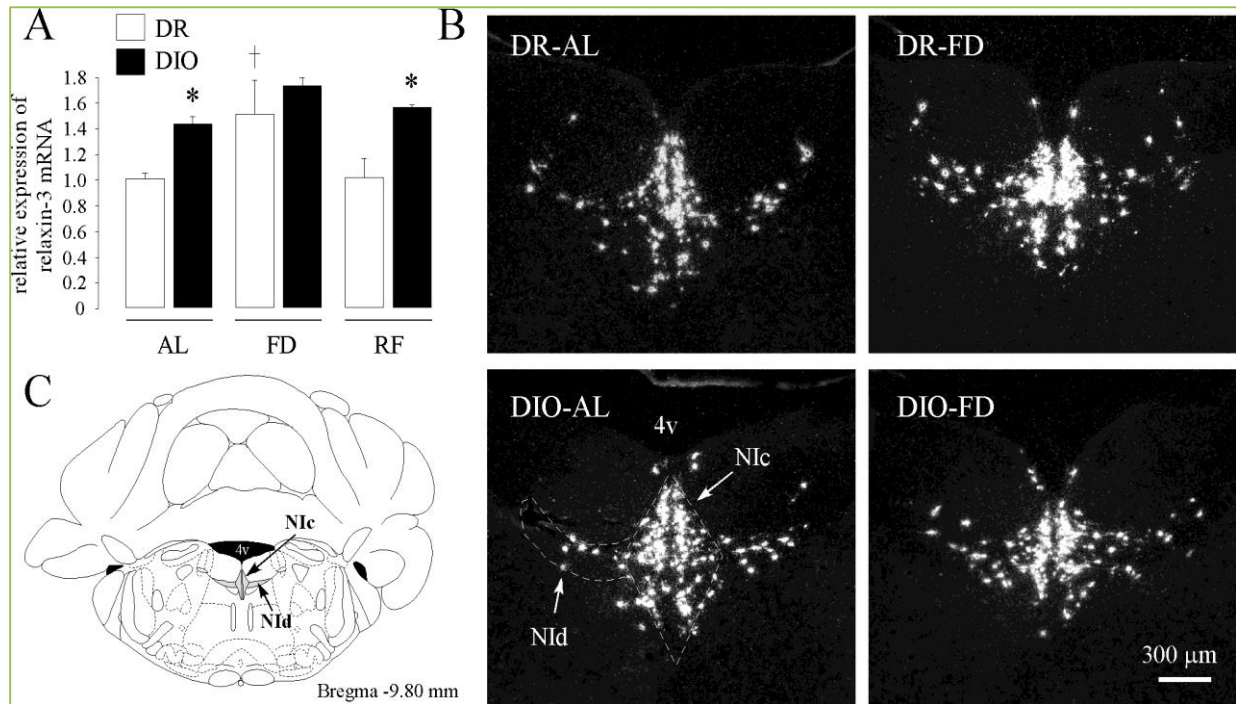 A
DR
DIO
relative expression of
relaxin-3 mRNA
1.8
1.6
1.4
1.2
1.0
0.8
0.6
0.4
0.2
0
*
†
*
AL
FD
RF
B
DR-AL
DR-FD
DIO-AL
4v
NIc
NId
DIO-FD
300 μm
C
NIc
4v
NId
Bregma -9.80 mm